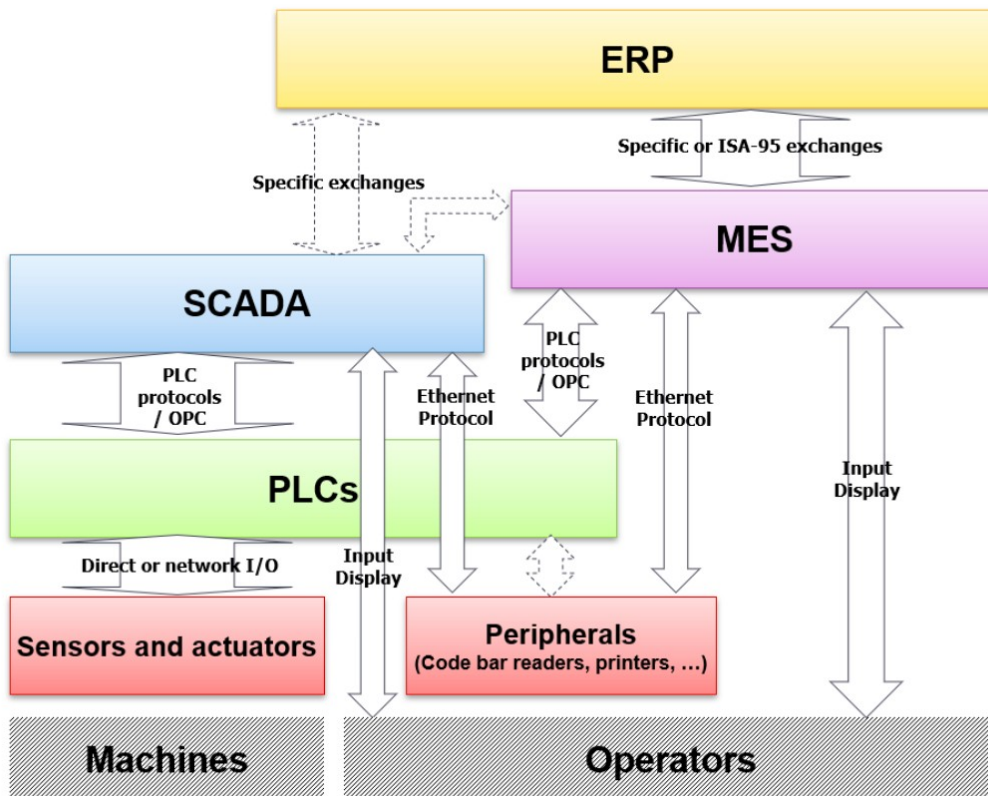 ERP
Specific or ISA-95 exchanges
Specific exchanges
MES
SCADA
PLC
protocols
/ OPC
Ethernet
Protocol
PLC
protocols
/ OPC
Ethernet
Protocol
Input
Display
PLCs
Direct or network I/O
Input
Display
Sensors and actuators
Peripherals
(Code bar readers, printers, ...)
Machines
Operators